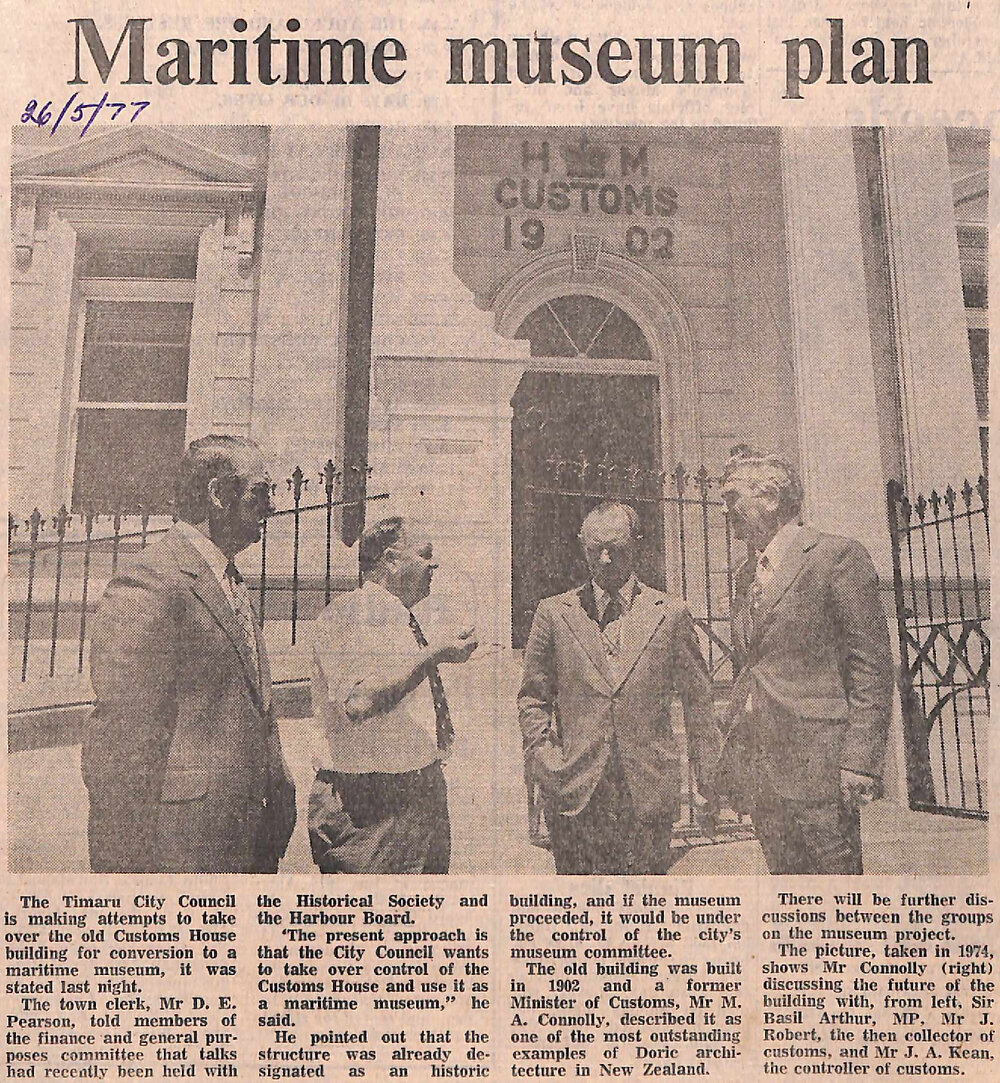 Maritime museum plan
26/5/77
H M
CUSTOMS
19 02
The Timaru City Council
is making attempts to take
over the old Customs House
building for conversion to a
maritime museum, it was
stated last night.
The town clerk, Mr D. E.
Pearson, told members of
the finance and general pur-
poses committee that talks
had recently been held with
the Historical Society and
the Harbour Board.
'The present approach is
that the City Council wants
to take over control of the
Customs House and use it as
a maritime museum," he
said.
He pointed out that the
structure was already de-
signated as an historic
building, and if the museum
proceeded, it would be under
the control of the city's
museum committee.
The old building was built
in 1902 and a former
Minister of Customs, Mr M.
A. Connolly, described it as
one of the most outstanding
examples of Doric archi-
tecture in New Zealand.
There will be further dis-
cussions between the groups
on the museum project.
The picture, taken in 1974,
shows Mr Connolly (right)
discussing the future of the
building with, from left, Sir
Basil Arthur, MP, Mr J.
Robert, the then collector of
customs, and Mr J. A. Kean,
the controller of customs.